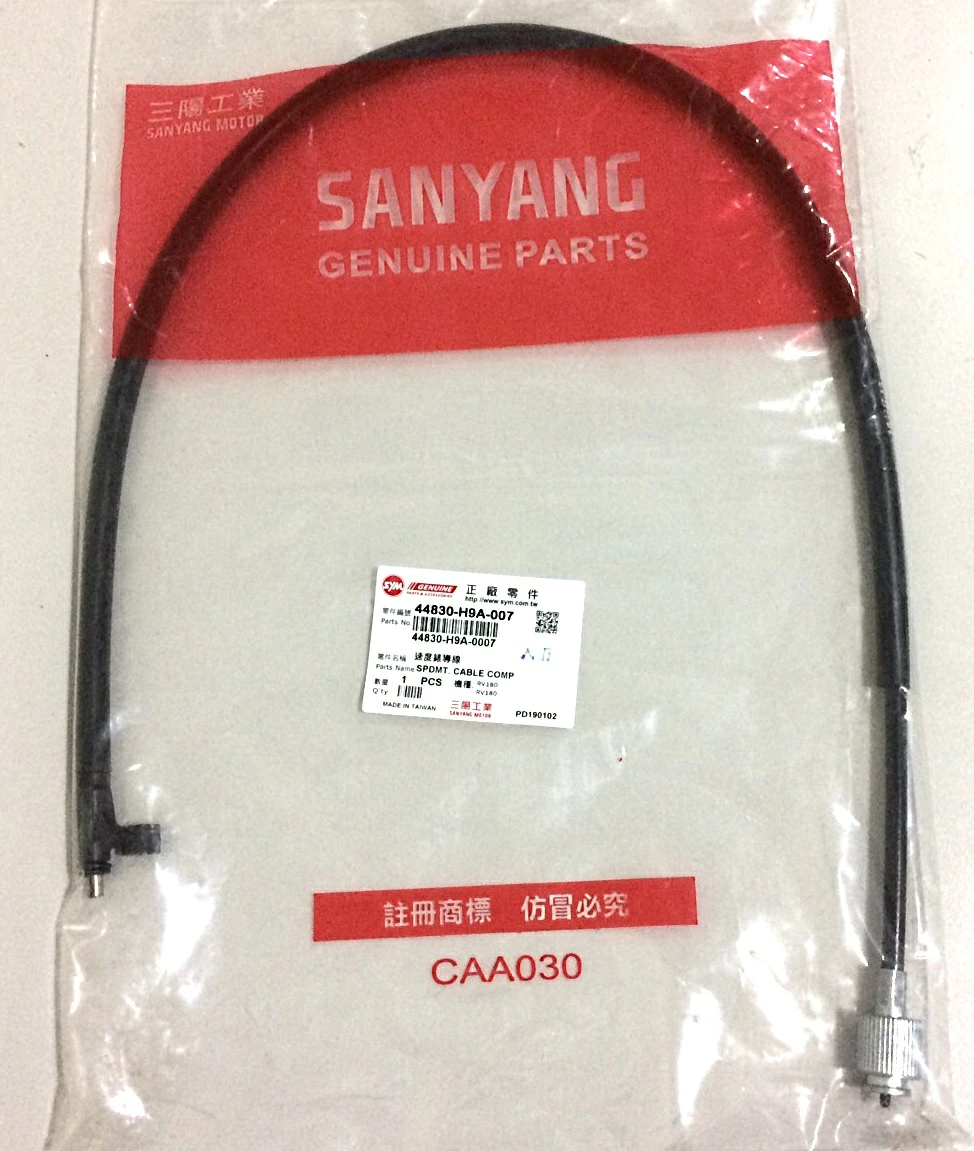 三陽工業
SANYANG MOTOR
SANYANG
GENUINE PARTS
SYM GENUINE 正廠零件
PARTS & ACCESSORIES http://www.sym.com.tw
零件編號 44830-H9A-007
Parts No
44830-H9A-0007
零件名稱 速度錶導線
Parts Name SPDMT. CABLE COMP
數量 1 PCS 機種: RV180
Q'ty RV180
MADE IN TAIWAN 三陽工業
SANYANG MOTOR PD190102
註冊商標 仿冒必究
CAA030